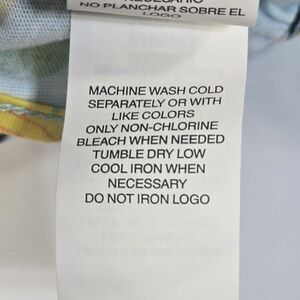 NO PLANCHAR SOBRE EL
LOGO
MACHINE WASH COLD
SEPARATELY OR WITH
LIKE COLORS
ONLY NON-CHLORINE
BLEACH WHEN NEEDED
TUMBLE DRY LOW
COOL IRON WHEN
NECESSARY
DO NOT IRON LOGO